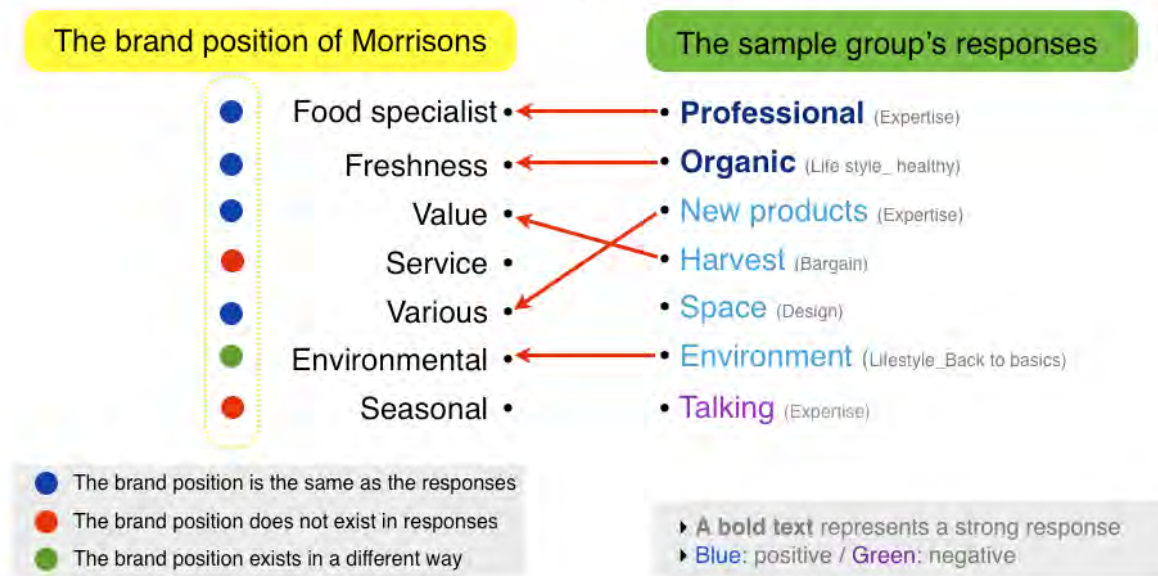 The brand position of Morrisons
The sample group's responses
Food specialist
Freshness
Value
Service
Various
Environmental
Seasonal
Professional (Expertise)
Organic (Life style_ healthy)
New products (Expertise)
Harvest (Bargain)
Space (Design)
Environment (Lifestyle_Back to basics)
Talking (Expertise)
The brand position is the same as the responses
The brand position does not exist in responses
The brand position exists in a different way
A bold text represents a strong response
Blue: positive / Green: negative